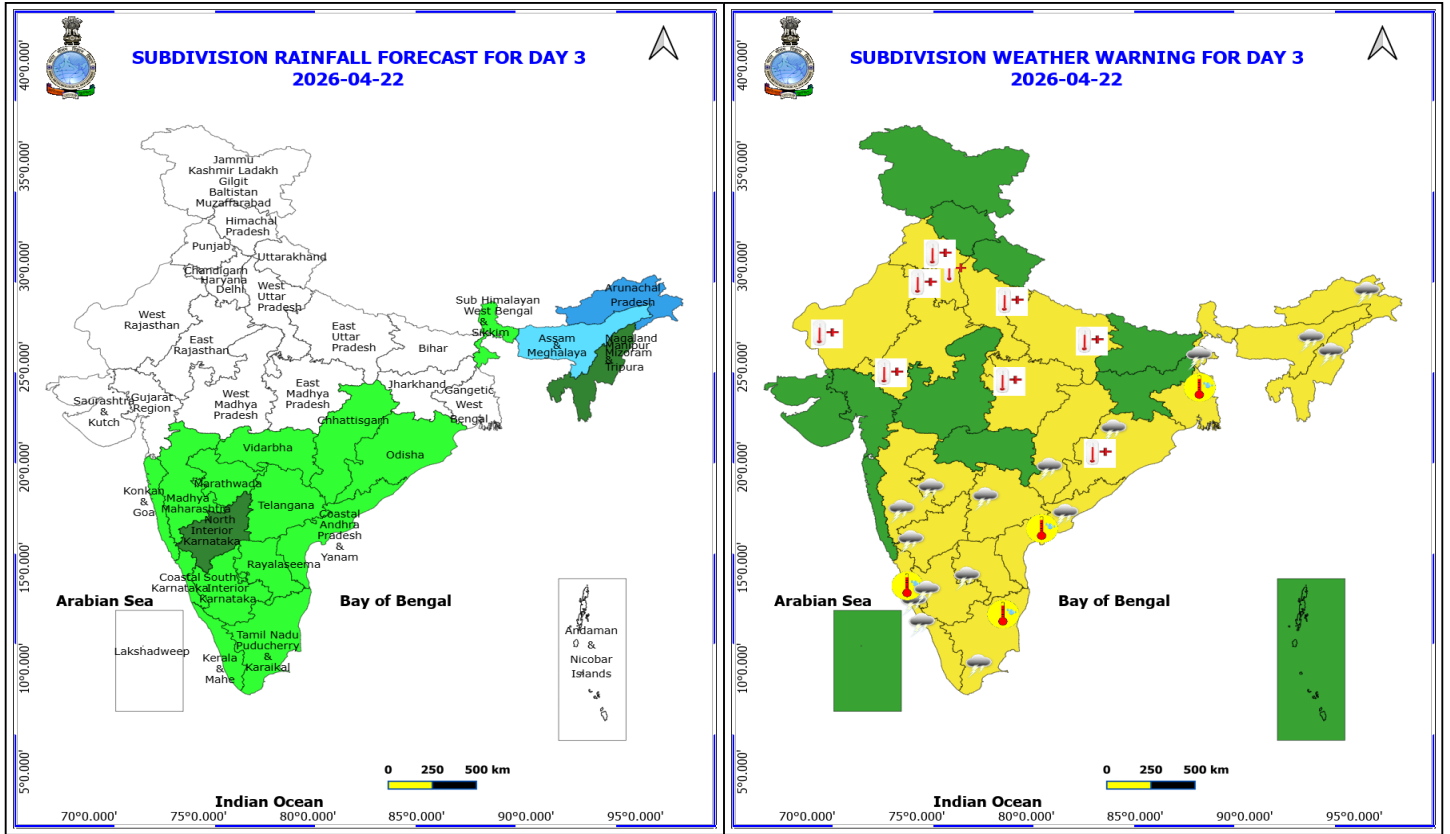 SUBDIVISION RAINFALL FORECAST FOR DAY 3
2026-04-22
40°0.000'
35°0.000'
30°0.000'
25°0.000'
20°0.000'
15°0.000'
10°0.000'
5°0.000'
Jammu
Kashmir Ladakh
Gilgit
Baltistan
Muzaffarabad
Himachal
Pradesh
Punjab
Uttarakhand
Chandigarh
Haryana
Delhi
West
Uttar
Pradesh
West
Rajasthan
East
Rajasthan
East
Uttar
Pradesh
Bihar
Sub Himalayan
West Bengal
&
Sikkim
Arunachal
Pradesh
Assam
&
Meghalaya
Nagaland
Manipur
Mizoram
&
Tripura
Saurashtra
&
Kutch
Gujarat
Region
West
Madhya
Pradesh
East
Madhya
Pradesh
Jharkhand
Gangetic
West
Bengal
Chhattisgarh
Vidarbha
Odisha
Konkan
&
Goa
Madhya
Maharashtra
Marathwada
Telangana
North
Interior
Karnataka
Coastal
Andhra
Pradesh
&
Yanam
Rayalaseema
Coastal
Karnataka
South
Interior
Karnataka
Tamil Nadu
Puducherry
&
Karaikal
Kerala
&
Mahe
Arabian Sea
Bay of Bengal
Lakshadweep
Andaman
&
Nicobar
Islands
0 250 500 km
Indian Ocean
70°0.000' 75°0.000' 80°0.000' 85°0.000' 90°0.000' 95°0.000'
SUBDIVISION WEATHER WARNING FOR DAY 3
2026-04-22
40°0.000'
35°0.000'
30°0.000'
25°0.000'
20°0.000'
15°0.000'
10°0.000'
5°0.000'
Arabian Sea
Bay of Bengal
0 250 500 km
Indian Ocean
70°0.000' 75°0.000' 80°0.000' 85°0.000' 90°0.000' 95°0.000'